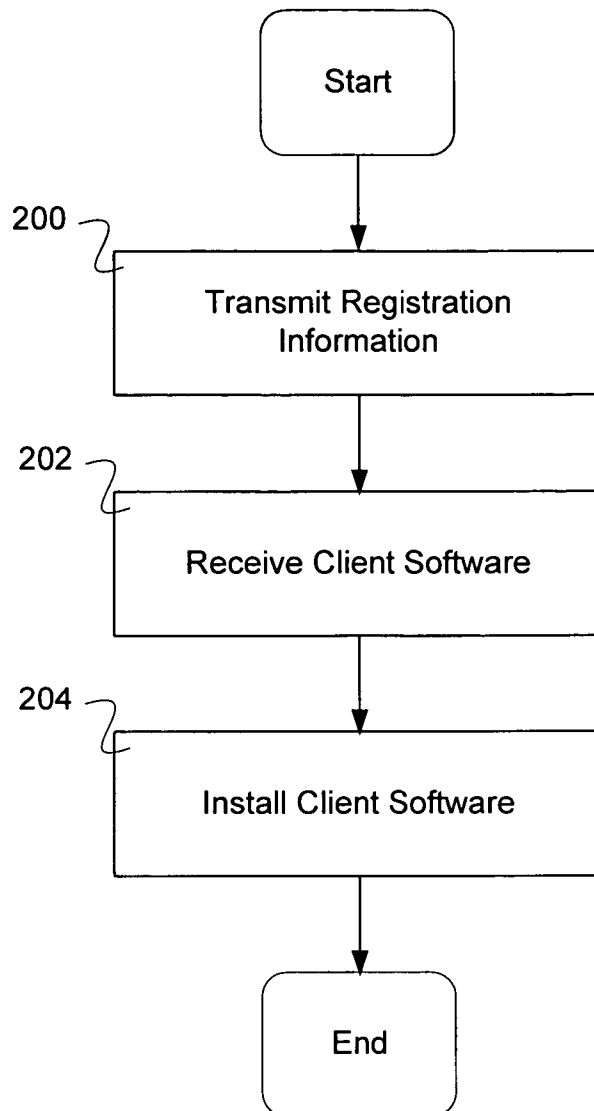 Start
200
Transmit Registration
Information
202
Receive Client Software
204
Install Client Software
End